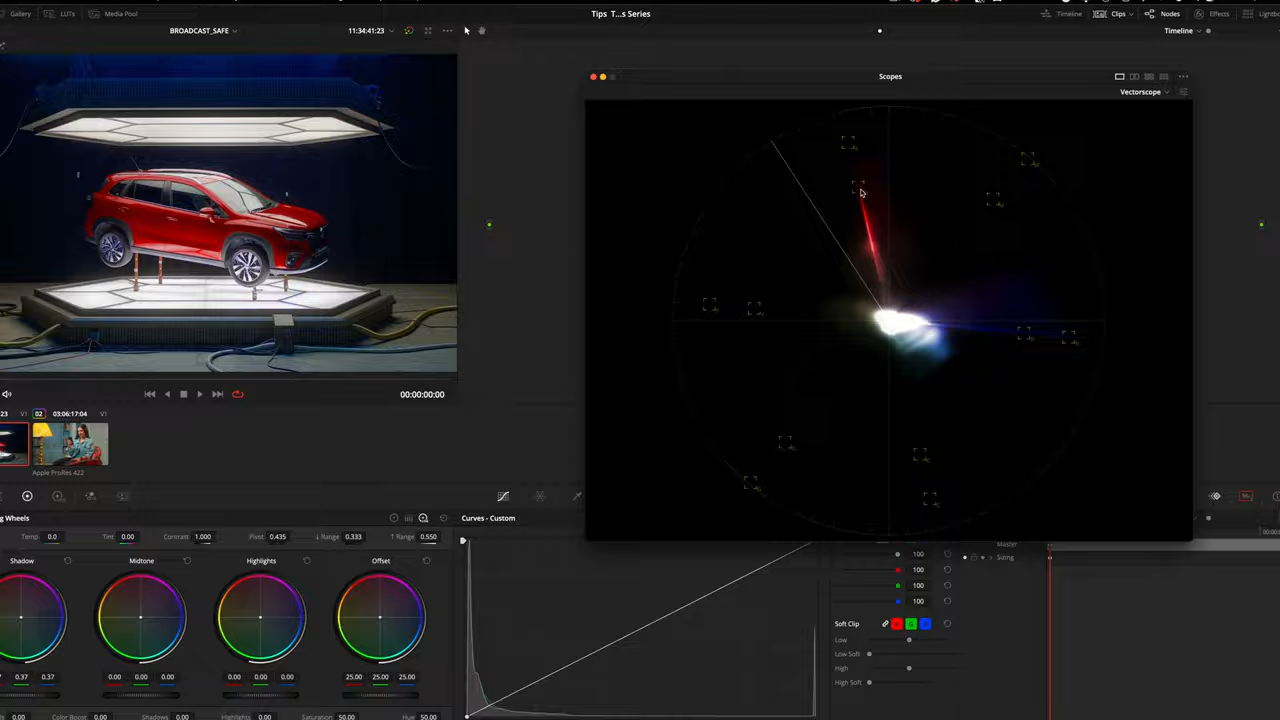 Gallery LUTs Media Pool Tips T...s Series Timeline Clips Nodes Effects
BROADCAST_SAFE 11:34:41:23 Timeline
Scopes
Vectorscope
00:00:00:00
23 V1 02 03:06:17:04 V1
Apple ProRes 422
g Wheels Curves - Custom
Temp 0.0 Tint 0.00 Contrast 1.000 Pivot 0.435 L Range 0.333 T Range 0.550
Shadow Midtone Highlights Offset
Master
100 Sizing
100
100
100
Soft Clip
Low
Low Soft
High
High Soft
0.37 0.37 0.00 0.00 0.00 0.00 0.00 0.00 25.00 25.00 25.00
0.00 Color Boost 0.00 Shadows 0.00 Highlights 0.00 Saturation 50.00 Hue 50.00